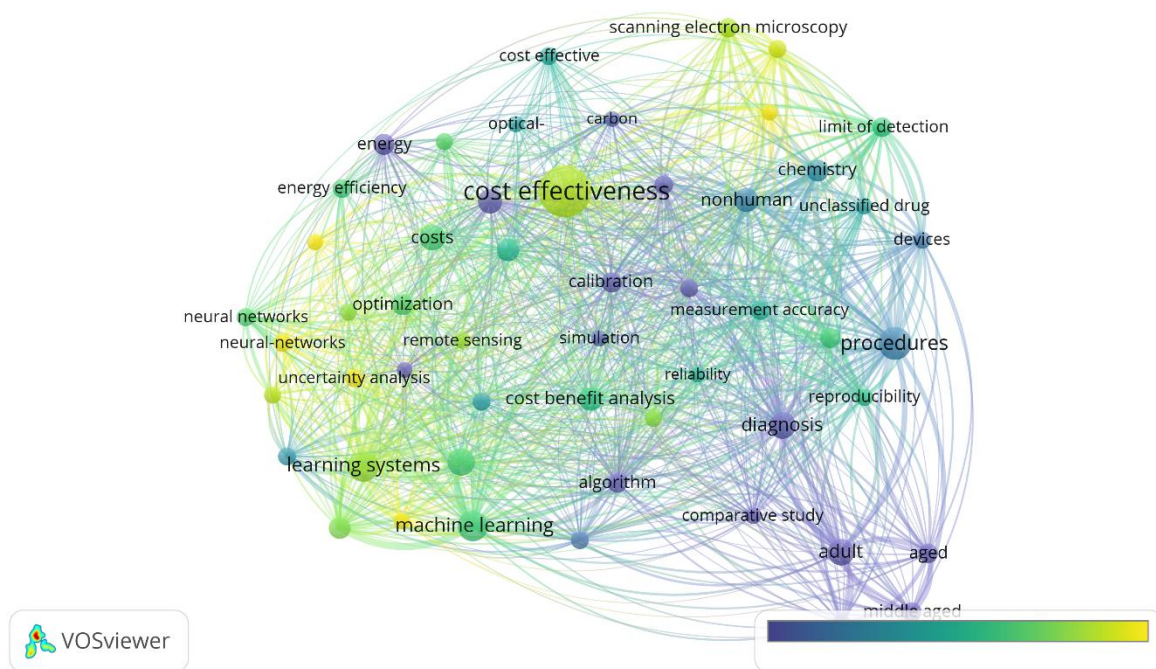 scanning electron microscopy
cost effective
optical-
carbon
limit of detection
energy
chemistry
energy efficiency
cost effectiveness
nonhuman
unclassified drug
costs
devices
calibration
optimization
measurement accuracy
neural networks
neural-networks
remote sensing
simulation
procedures
uncertainty analysis
reliability
cost benefit analysis
reproducibility
diagnosis
learning systems
algorithm
machine learning
comparative study
adult
aged
middle aged
VOSviewer